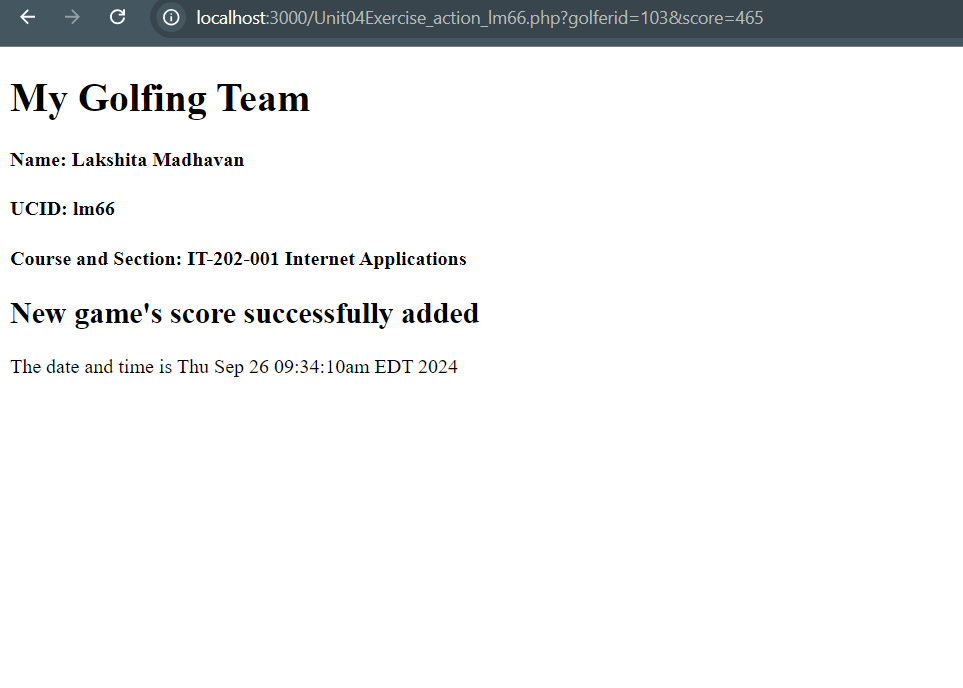 localhost:3000/Unit04Exercise_action_lm66.php?golferid=103&score=465
My Golfing Team
Name: Lakshita Madhavan
UCID: lm66
Course and Section: IT-202-001 Internet Applications
New game's score successfully added
The date and time is Thu Sep 26 09:34:10am EDT 2024